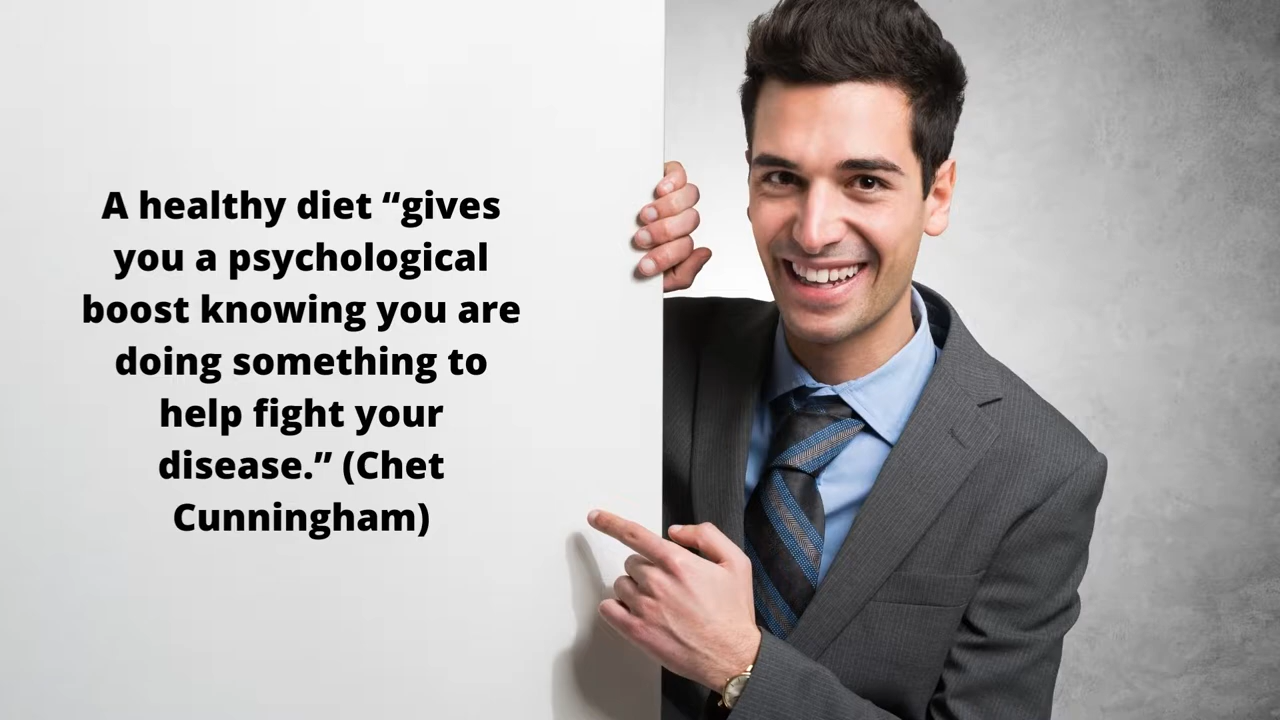 A healthy diet “gives
you a psychological
boost knowing you are
doing something to
help fight your
disease.” (Chet
Cunningham)